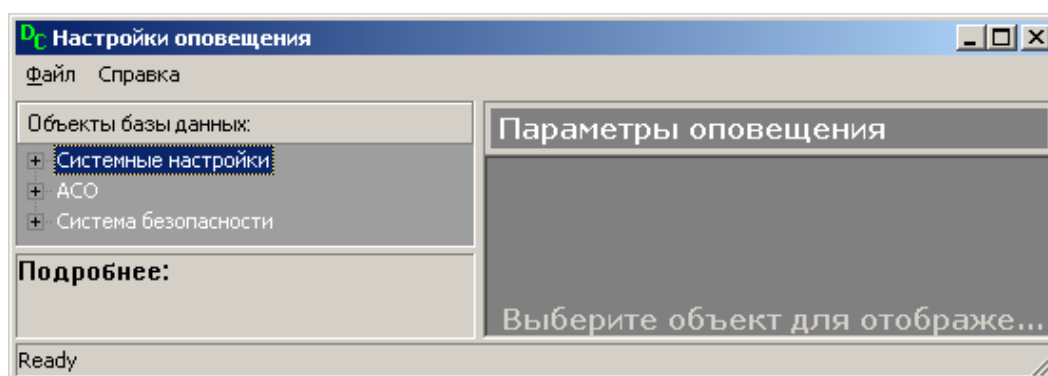 DC Настройки оповещения
Файл Справка
Объекты базы данных:
Системные настройки
АСО
Система безопасности
Подробнее:
Параметры оповещения
Выберите объект для отображе...
Ready